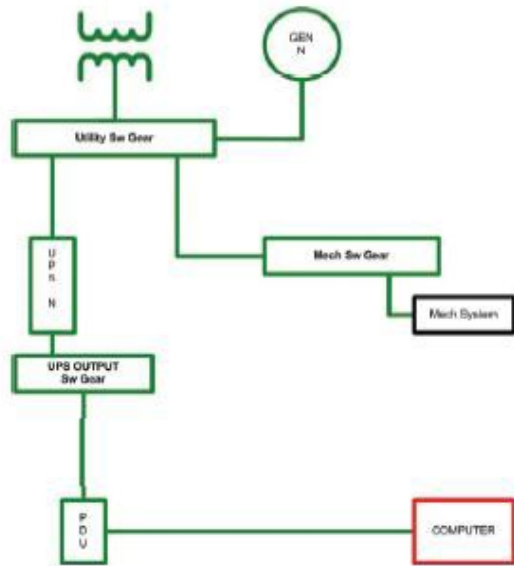 GEN
N
Utility Sw Gear
U
P
S
N
Mech Sw Gear
Mech System
UPS OUTPUT
Sw Gear
P
D
U
COMPUTER